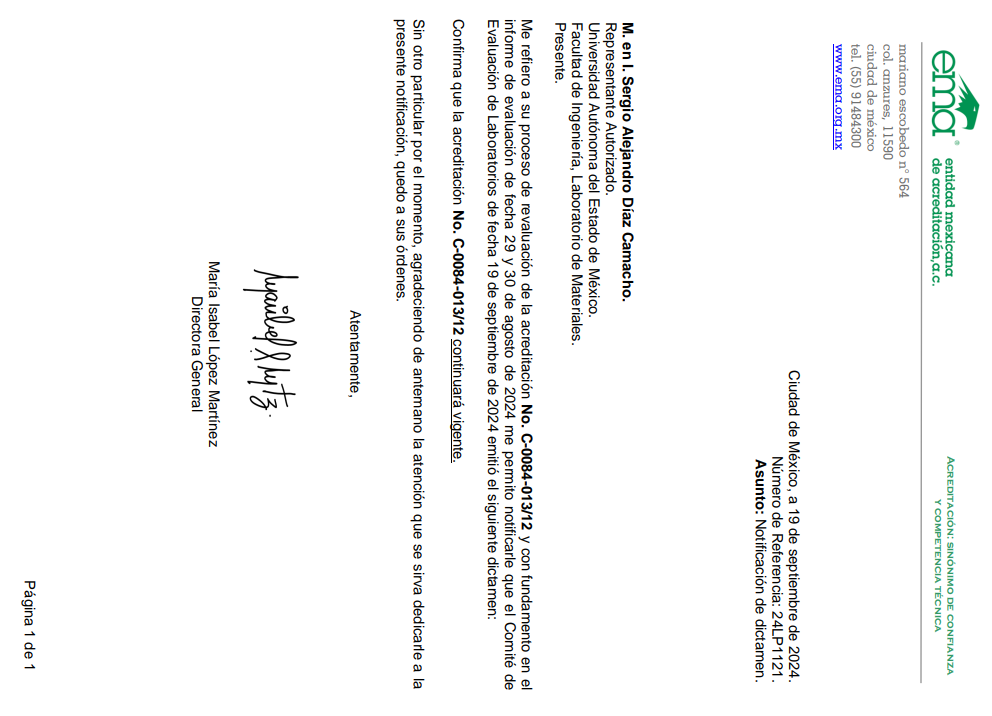 ema®
entidad mexicana
de acreditación,a.c.
ACREDITACIÓN: SINÓNIMO DE CONFIANZA
Y COMPETENCIA TÉCNICA
mariano escobedo n° 564
col. anzures, 11590
ciudad de méxico
tel. (55) 91484300
www.ema.org.mx
Ciudad de México, a 19 de septiembre de 2024.
Número de Referencia: 24LP1121.
Asunto: Notificación de dictamen.
M. en I. Sergio Alejandro Díaz Camacho.
Representante Autorizado.
Universidad Autónoma del Estado de México.
Facultad de Ingeniería, Laboratorio de Materiales.
Presente.
Me refiero a su proceso de revaluación de la acreditación No. C-0084-013/12 y con fundamento en el
informe de evaluación de fecha 29 y 30 de agosto de 2024 me permito notificarle que el Comité de
Evaluación de Laboratorios de fecha 19 de septiembre de 2024 emitió el siguiente dictamen:
Confirma que la acreditación No. C-0084-013/12 continuará vigente.
Sin otro particular por el momento, agradeciendo de antemano la atención que se sirva dedicarle a la
presente notificación, quedo a sus órdenes.
Atentamente,
María Isabel López Martínez
Directora General
Página 1 de 1